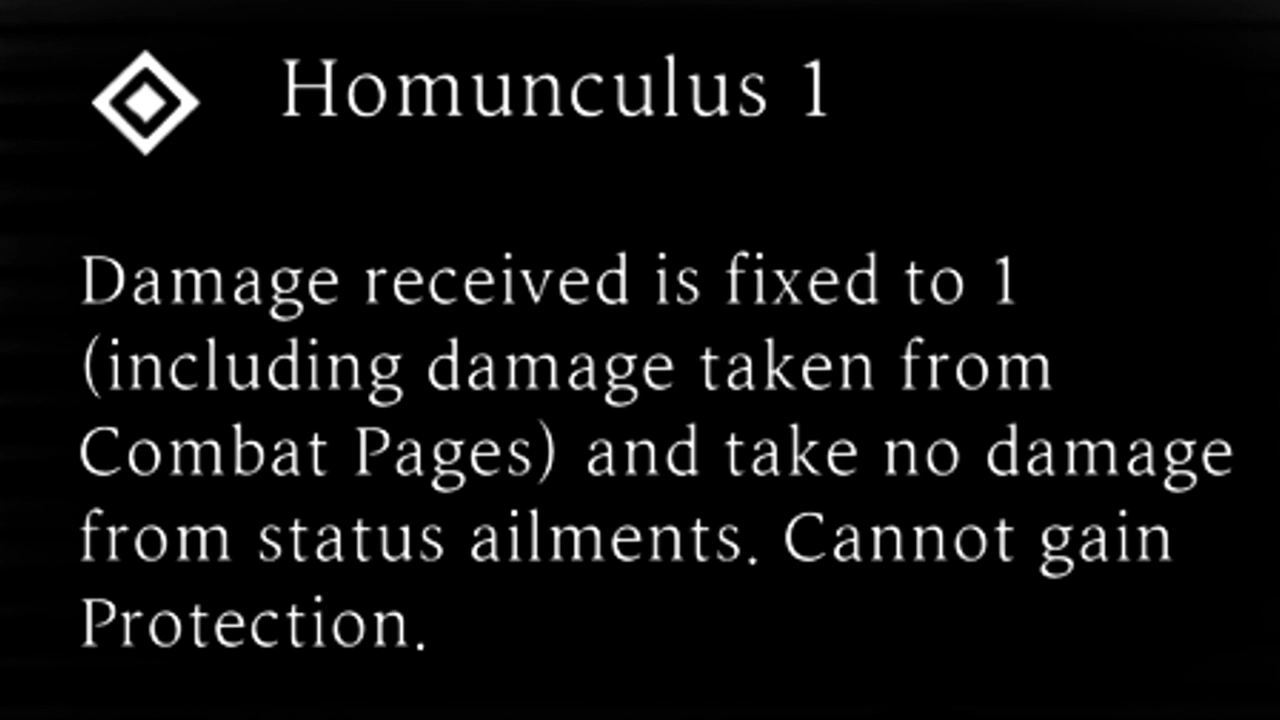 Homunculus 1
Damage received is fixed to 1
(including damage taken from
Combat Pages) and take no damage
from status ailments. Cannot gain
Protection.